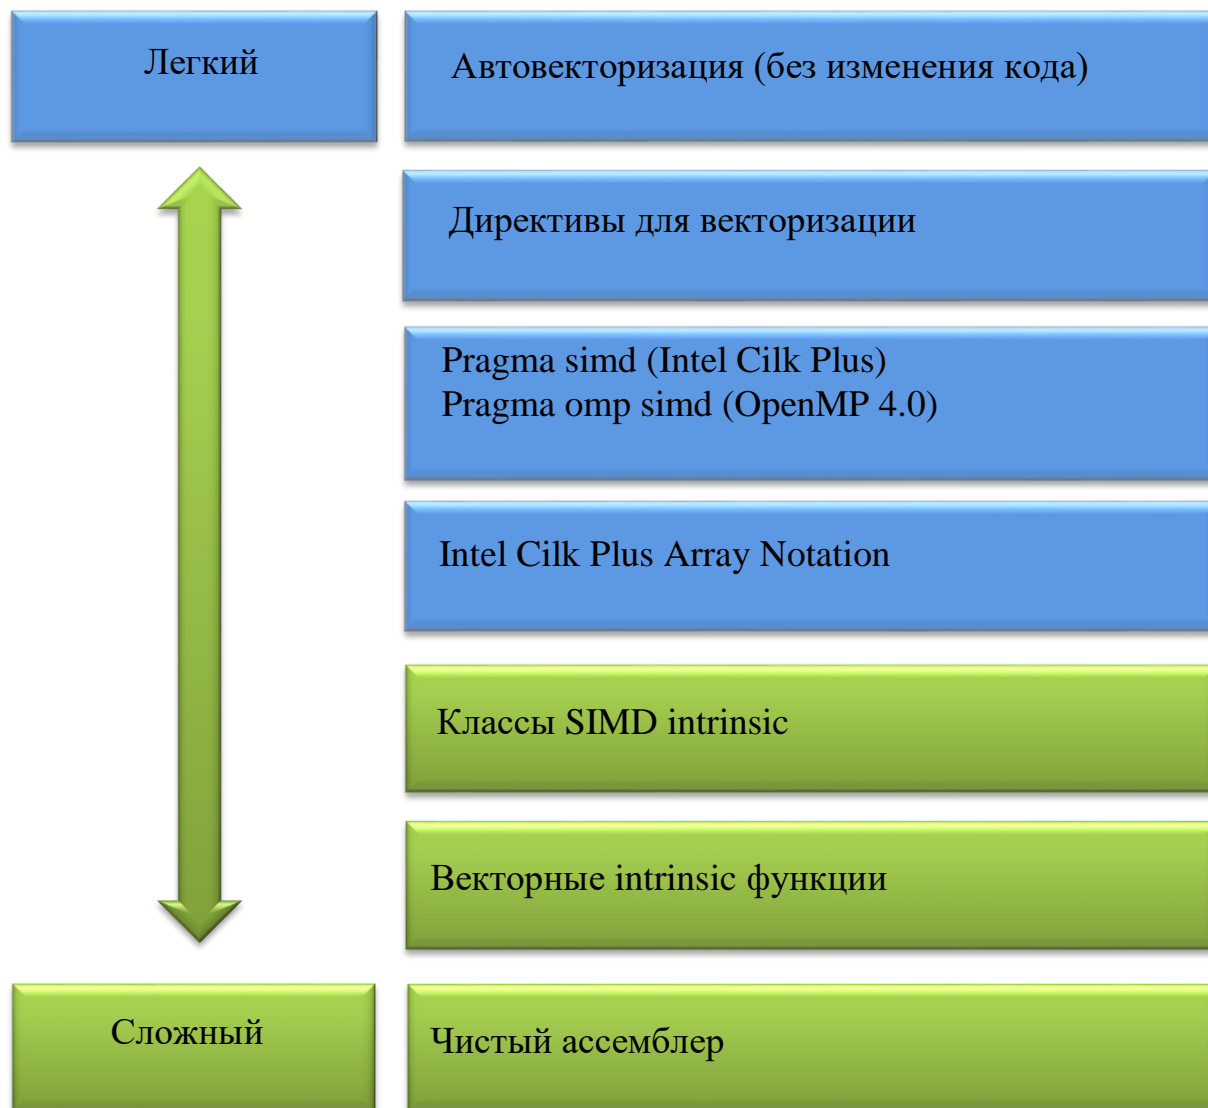 Легкий
Автовекторизация (без изменения кода)
Директивы для векторизации
Pragma simd (Intel Cilk Plus)
Pragma omp simd (OpenMP 4.0)
Intel Cilk Plus Array Notation
Классы SIMD intrinsic
Векторные intrinsic функции
Сложный
Чистый ассемблер